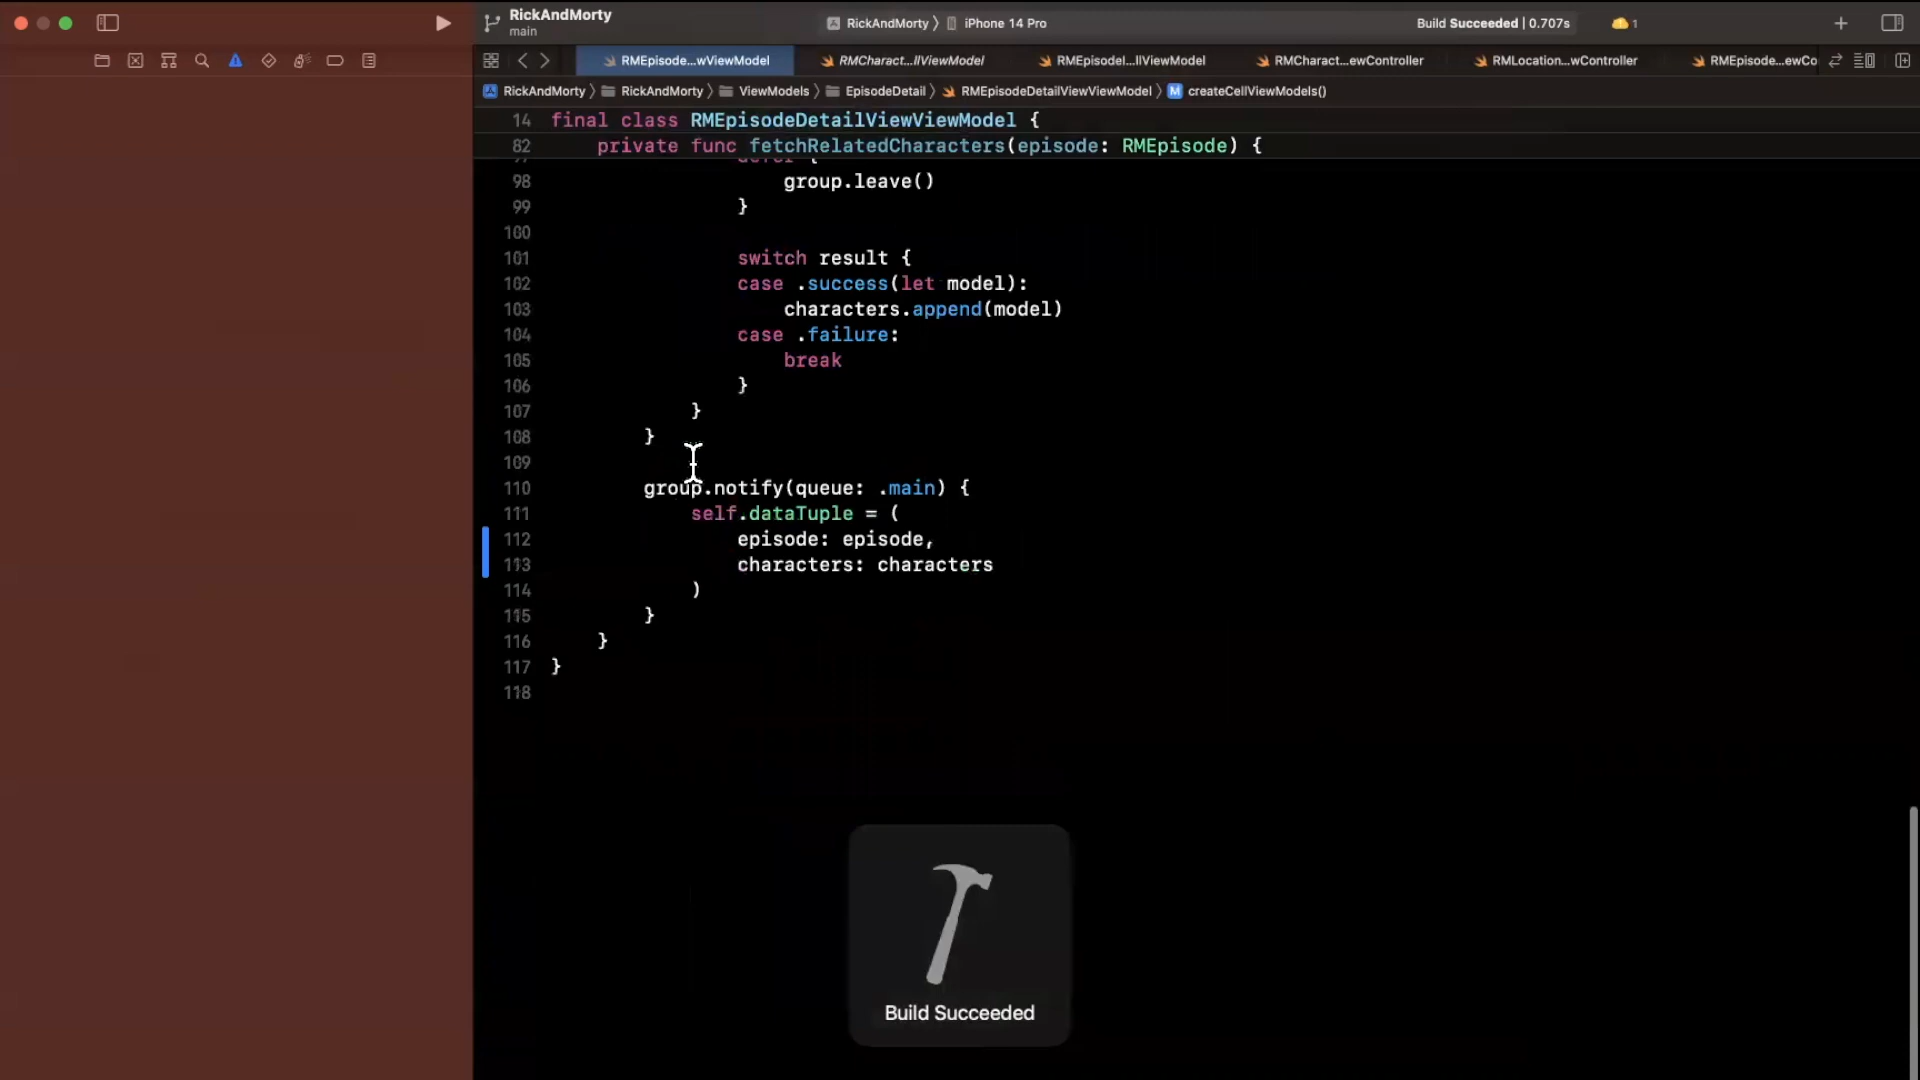 RickAndMorty
main
RickAndMorty
iPhone 14 Pro
Build Succeeded | 0.707s
1
RMEpisode...wViewModel
RMCharact...llViewModel
RMEpisodeI...llViewModel
RMCharact...ewController
RMLocation...wController
RMEpisode...ewCo
RickAndMorty
RickAndMorty
ViewModels
EpisodeDetail
RMEpisodeDetailViewViewModel
M createCellViewModels()
14 final class RMEpisodeDetailViewViewModel {
82 private func fetchRelatedCharacters(episode: RMEpisode) {
97 defer {
98 group.leave()
99 }
100
101 switch result {
102 case .success(let model):
103 characters.append(model)
104 case .failure:
105 break
106 }
107 }
108 }
109
110 group.notify(queue: .main) {
111 self.dataTuple = (
112 episode: episode,
113 characters: characters
114 )
115 }
116 }
117 }
118
Build Succeeded